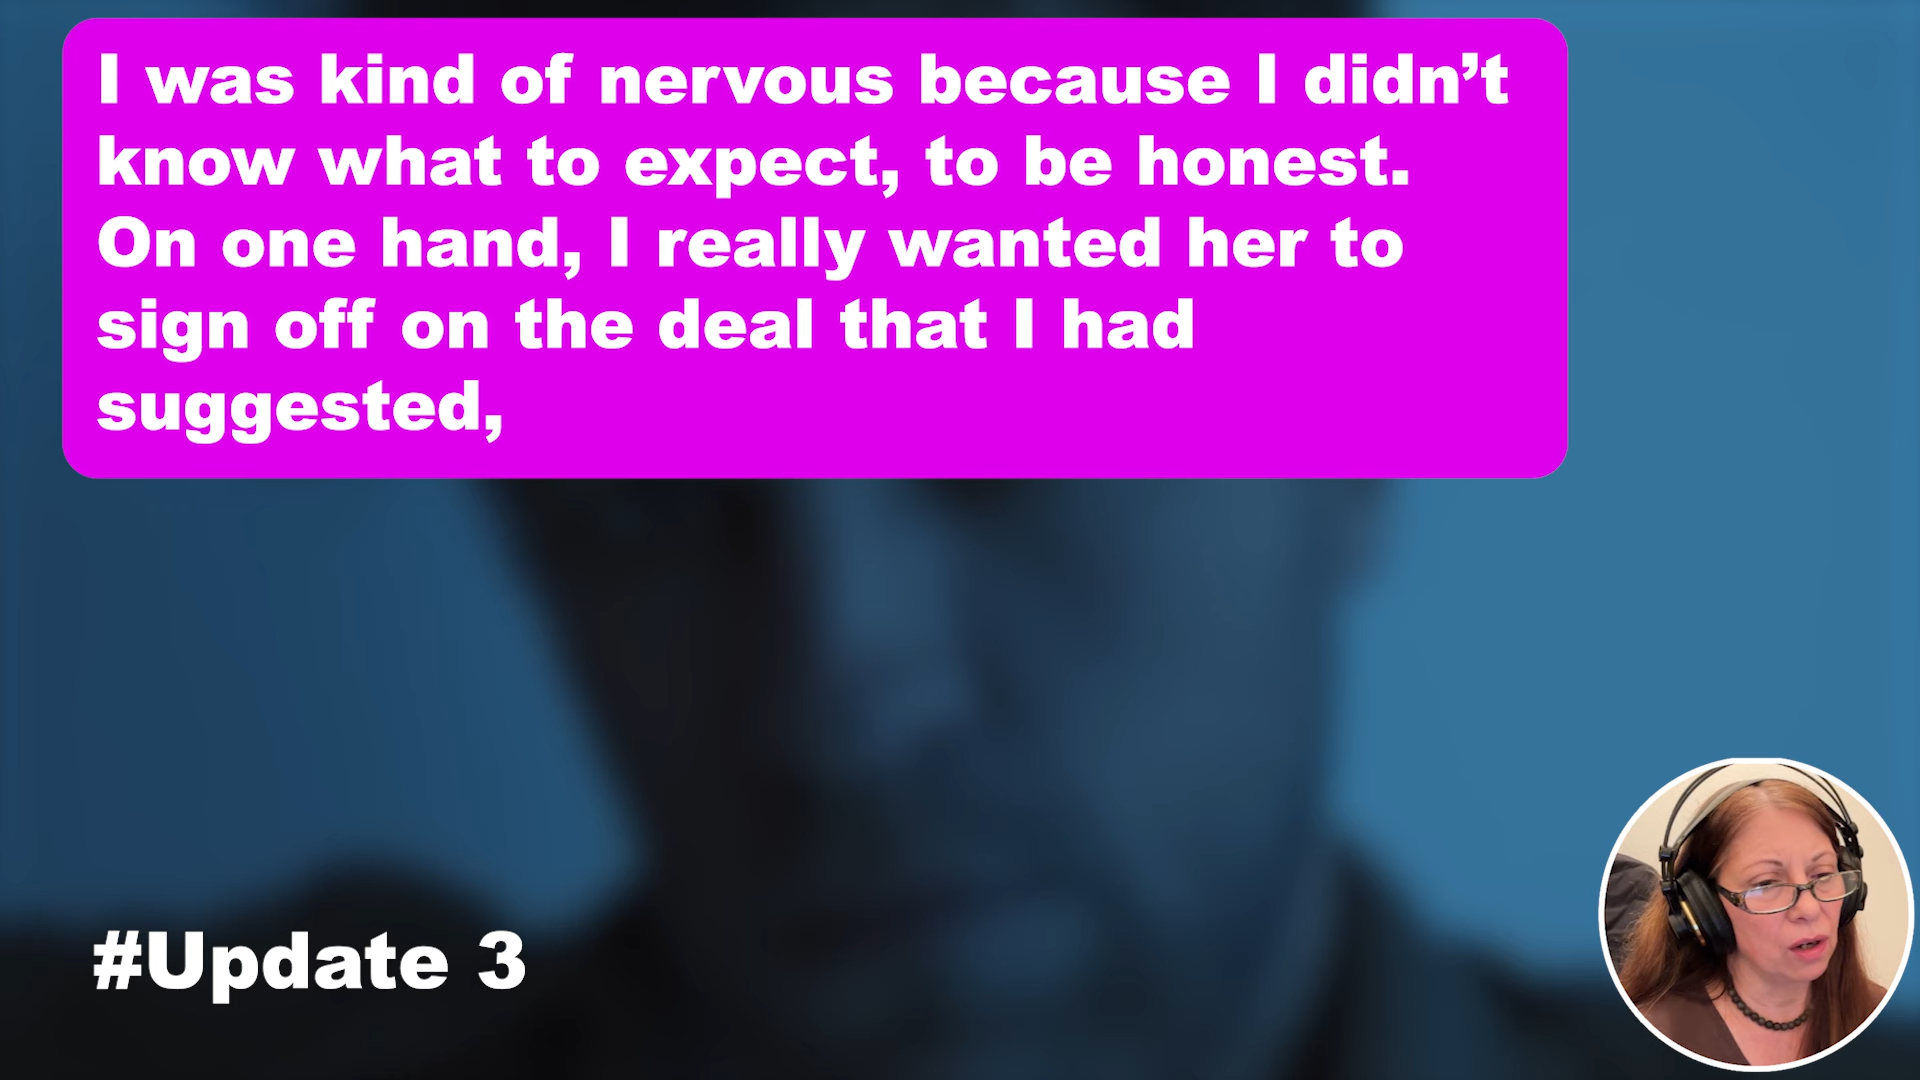 I was kind of nervous because I didn’t
know what to expect, to be honest.
On one hand, I really wanted her to
sign off on the deal that I had
suggested,
#Update 3